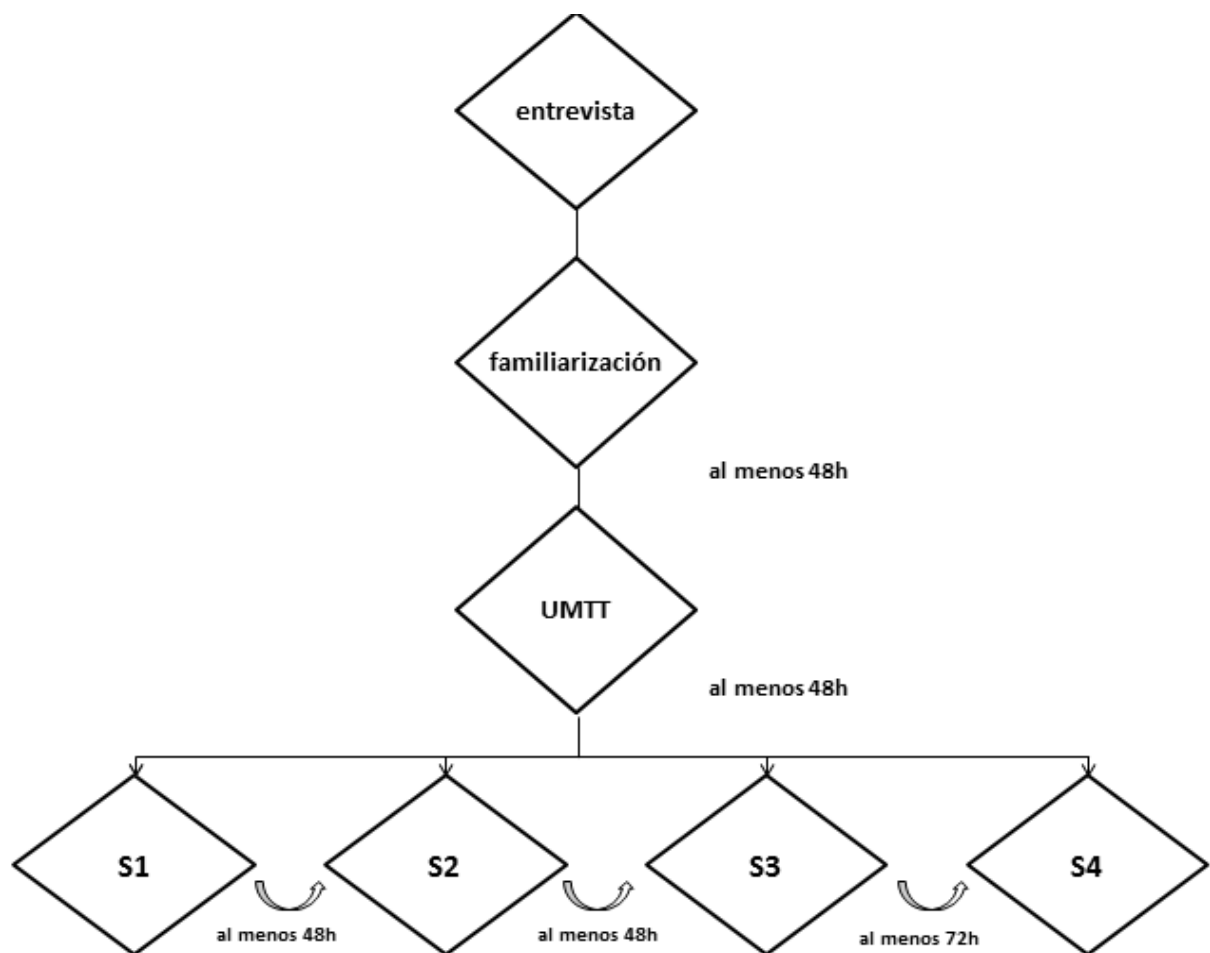 entrevista
familiarización
al menos 48h
UMTT
al menos 48h
S1
S2
S3
S4
al menos 48h
al menos 48h
al menos 72h